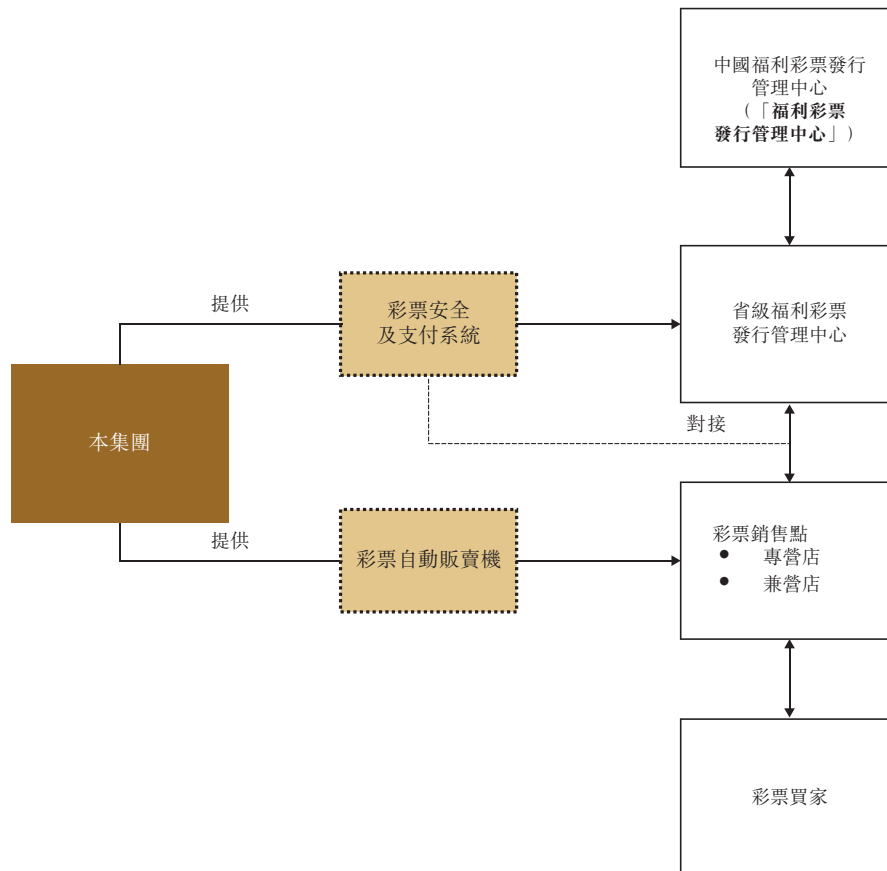 中國福利彩票發行
管理中心
(「福利彩票
發行管理中心」)
提供
彩票安全
及支付系統
省級福利彩票
發行管理中心
對接
本集團
提供
彩票自動販賣機
彩票銷售點
● 專營店
● 兼營店
彩票買家